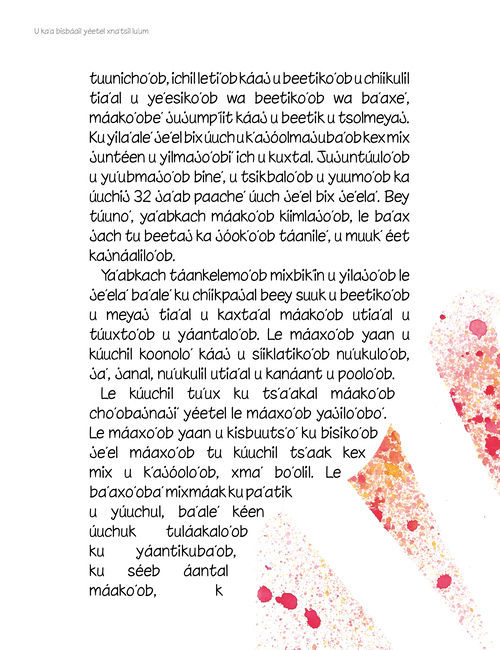 U ka'a bisbáail yéetel xna'tsil lu'um
tuunicho'ob, ichil leti'ob káaj u beetiko'ob u chíikulil
tia'al u ye'esiko'ob wa beetiko'ob wa ba'axe',
máako'obe' jujump'íit káaj u beetik u tsolmeyaj.
Ku yila'ale' je'el bix úuch u k'ajóolmajuba'ob kex mix
juntéen u yilmajo'obi' ich u kuxtal. Jujuntúulo'ob
u yu'ubmajo'ob bine', u tsikbalo'ob u yuumo'ob ka
úuchij 32 ja'ab paache' úuch je'el bix je'ela'. Bey
túuno', ya'abkach máako'ob kíimlajo'ob, le ba'ax
jach tu beetaj ka jóok'o'ob táanile', u muuk' éet
kajnáalilo'ob.
Ya'abkach táankelemo'ob mixbik'in u yilajo'ob le
je'ela' ba'ale' ku chíikpajal beey suuk u beetiko'ob
u meyaj tia'al u kaxta'al máako'ob utia'al u
túuxto'ob u yáantalo'ob. Le máaxo'ob yaan u
kúuchil koonolo' káaj u síiklatiko'ob nu'ukulo'ob,
ja', janal, nu'ukulil utia'al u kanáant u poolo'ob.
Le kúuchil tu'ux ku ts'a'akal máako'ob
cho'obajnaji' yéetel le máaxo'ob yajilo'obo'.
Le máaxo'ob yaan u kisbuuts'o' ku bisiko'ob
je'el máaxo'ob tu kúuchil ts'aak kex
mix u k'ajóolo'ob, xma' bo'olil. Le
ba'axo'oba' mixmáak ku pa'atik
u yúuchul, ba'ale' kéen
úuchuk tuláakalo'ob
ku yáantikuba'ob,
ku séeb áantal
máako'ob, k